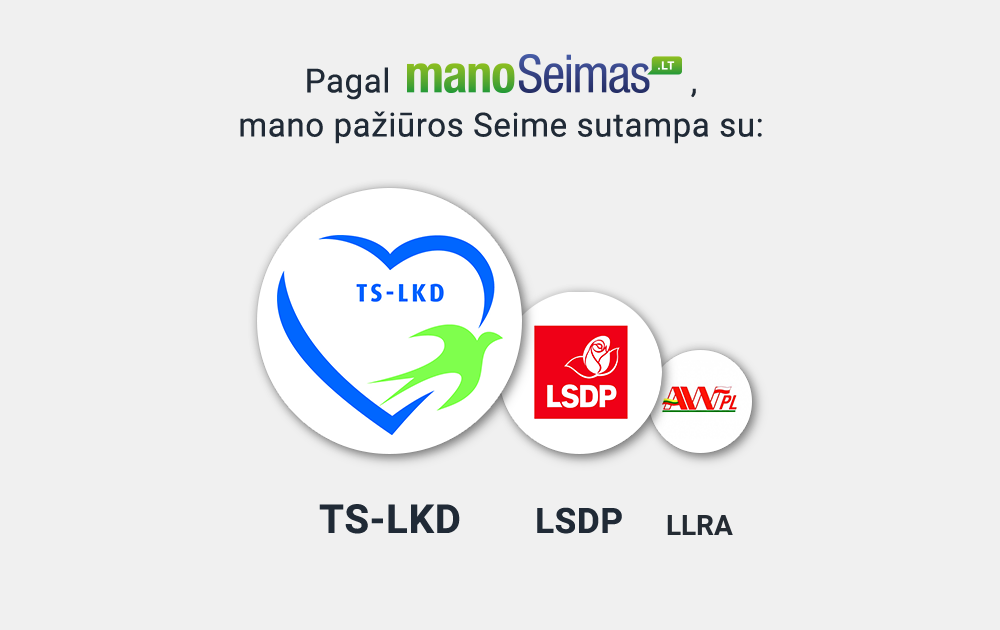 Pagal manoSeimas.LT ,
mano pažiūros Seime sutampa su:
TS-LKD
LSDP
AWPL
TS-LKD LSDP LLRA